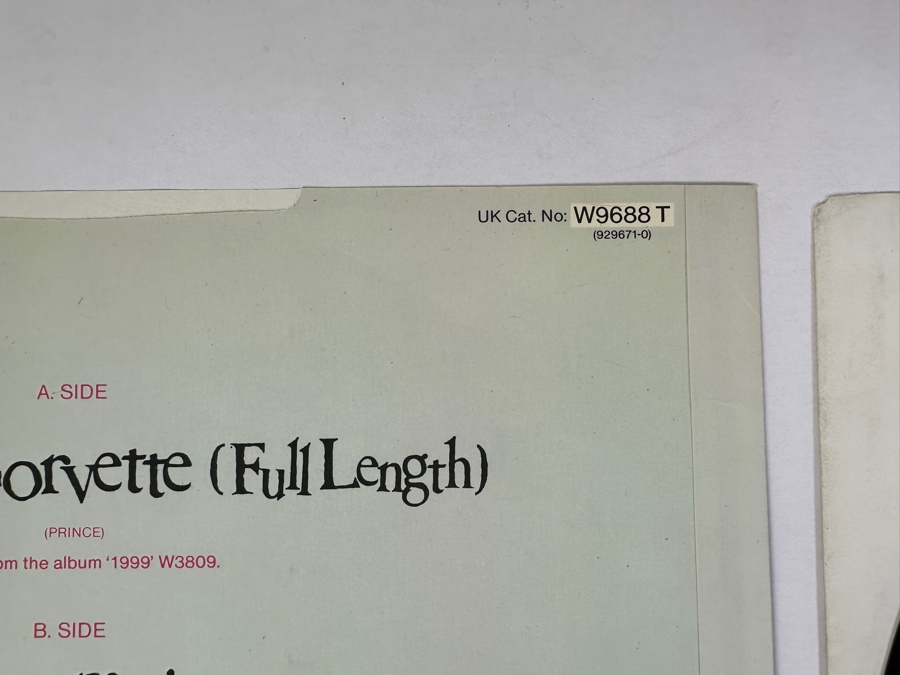 UK Cat. No: W9688 T
(929671-0)
A. SIDE
orvette (Full Length)
(PRINCE)
om the album ‘1999’ W3809.
B. SIDE